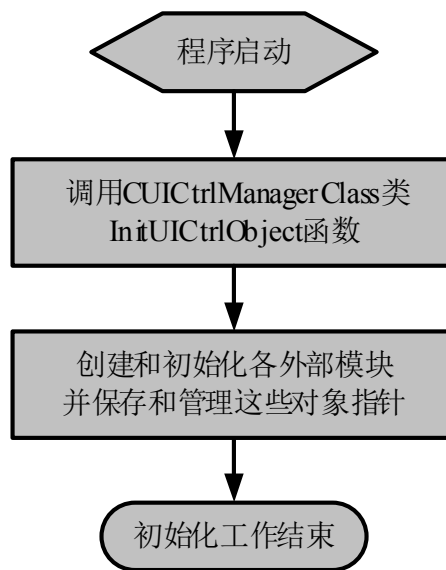 程序启动
调用CUICtrlManagerClass类
InitUICtrlObject函数
创建和初始化各外部模块
并保存和管理这些对象指针
初始化工作结束